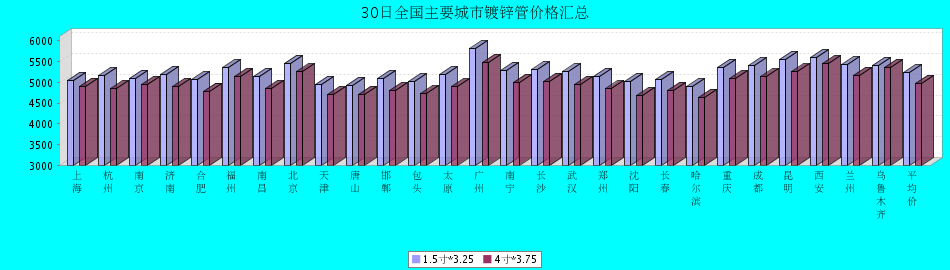 30日全国主要城市镀锌管价格汇总
6000
5500
5000
4500
4000
3500
3000
上海 杭州 南京 济南 合肥 福州 南昌 北京 天津 唐山 邯郸 包头 太原 广州 南宁 长沙 武汉 郑州 沈阳 长春 哈尔滨 重庆 成都 昆明 西安 兰州 乌鲁木齐 平均价
1.5寸*3.25 4寸*3.75